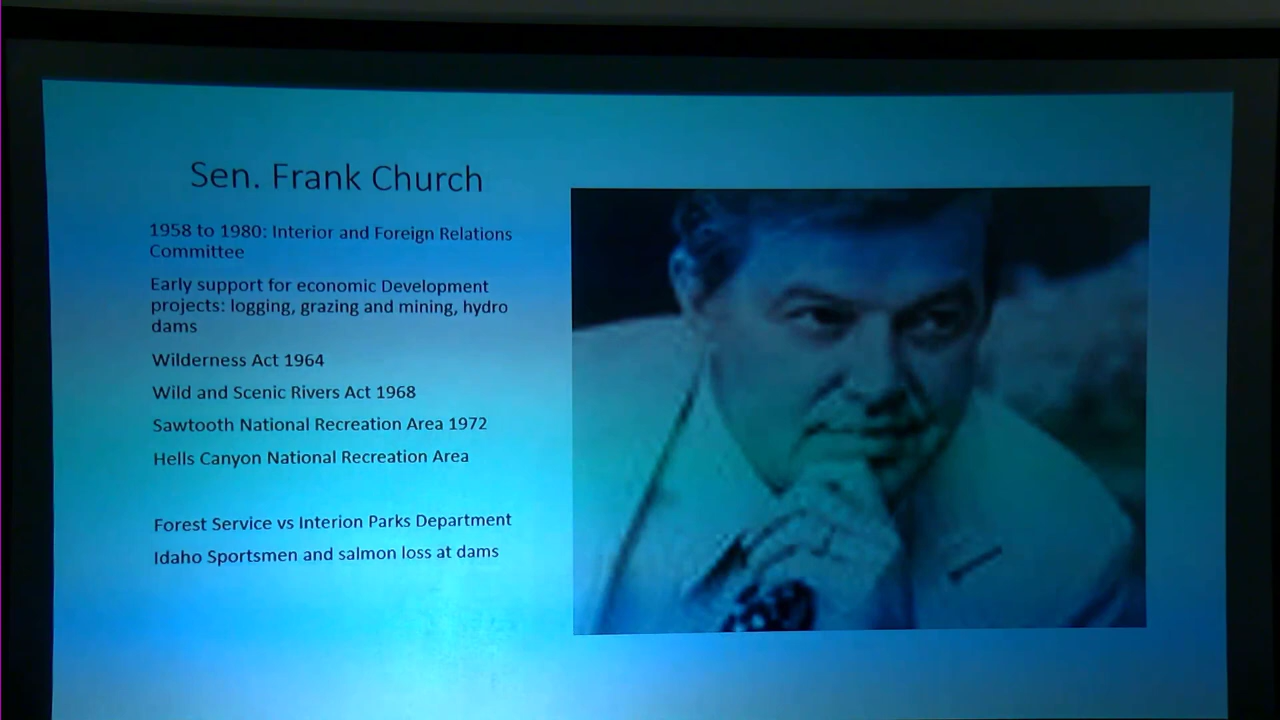 Sen. Frank Church
1958 to 1980: Interior and Foreign Relations
Committee
Early support for economic Development
projects: logging, grazing and mining, hydro
dams
Wilderness Act 1964
Wild and Scenic Rivers Act 1968
Sawtooth National Recreation Area 1972
Hells Canyon National Recreation Area
Forest Service vs Interion Parks Department
Idaho Sportsmen and salmon loss at dams